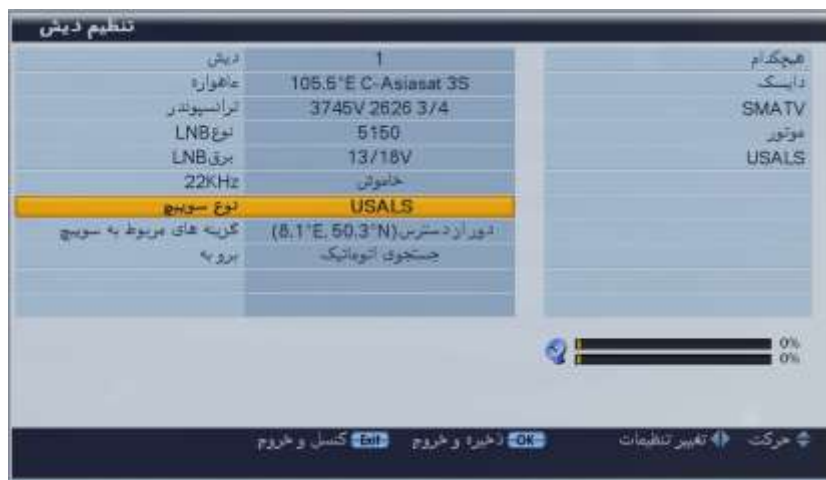 تنظیم دیش
دیش 1
ماهواره 105.5°E C-Asiasat 3S
ترانسپوندر 3745V 2626 3/4
نوع LNB 5150
برق LNB 13/18V
22KHz خاموش
نوع سوییچ USALS
گزینه های مربوط به سوییچ دور از دسترس(8.1°E, 50.3°N)
برو به جستجوی اتوماتیک
هیچکدام
دایسک
SMATV
موتور
USALS
0%
0%
حرکت تغییر تنظیمات OK ذخیره و خروج Exit کنسل و خروج